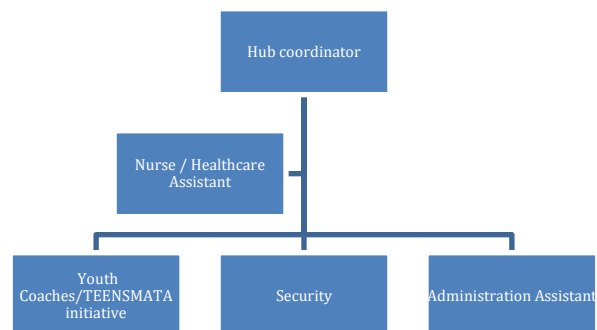 Hub coordinator
Nurse / Healthcare
Assistant
Youth
Coaches/TEENSMATA
initiative
Security
Administration Assistant